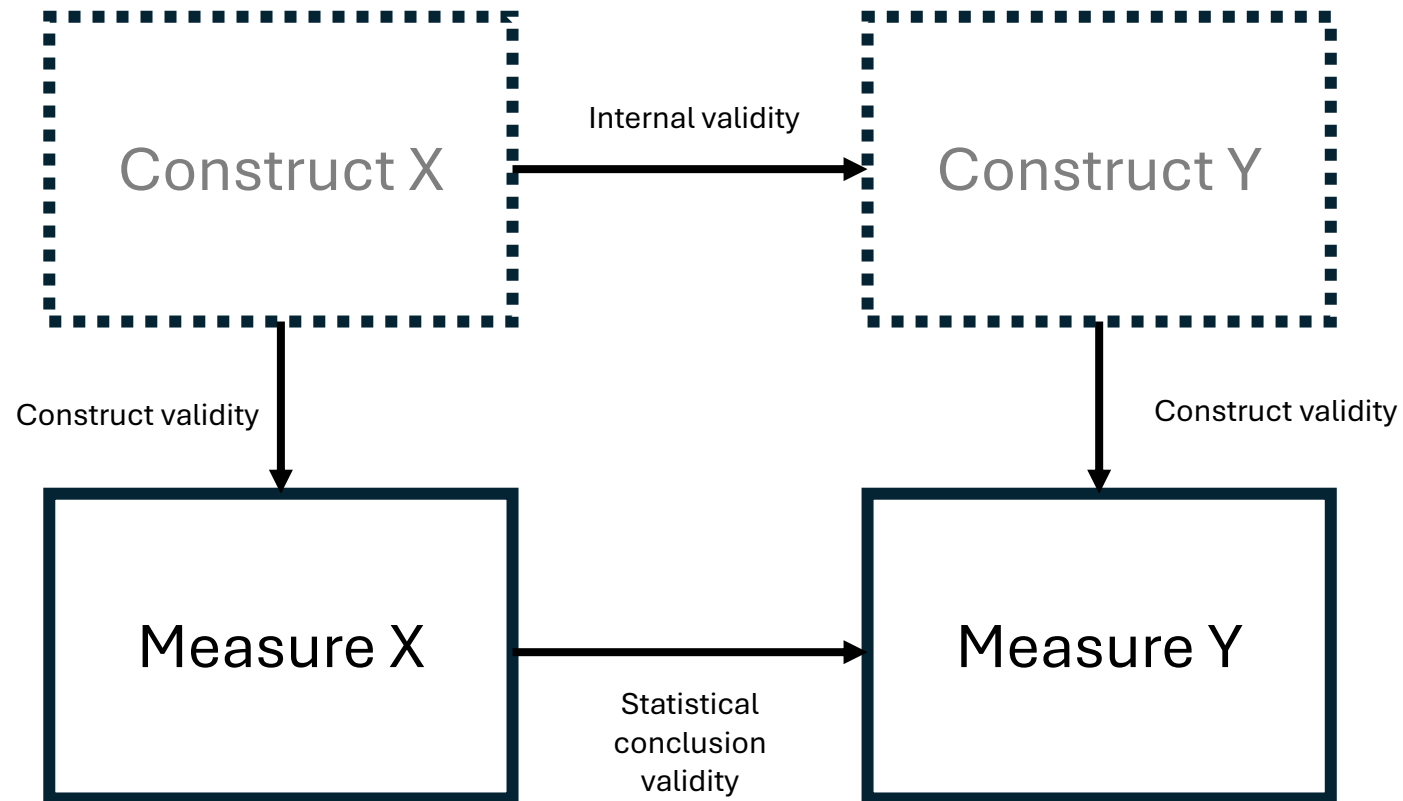 Internal validity
Construct X
Construct Y
Construct validity
Construct validity
Measure X
Measure Y
Statistical
conclusion
validity